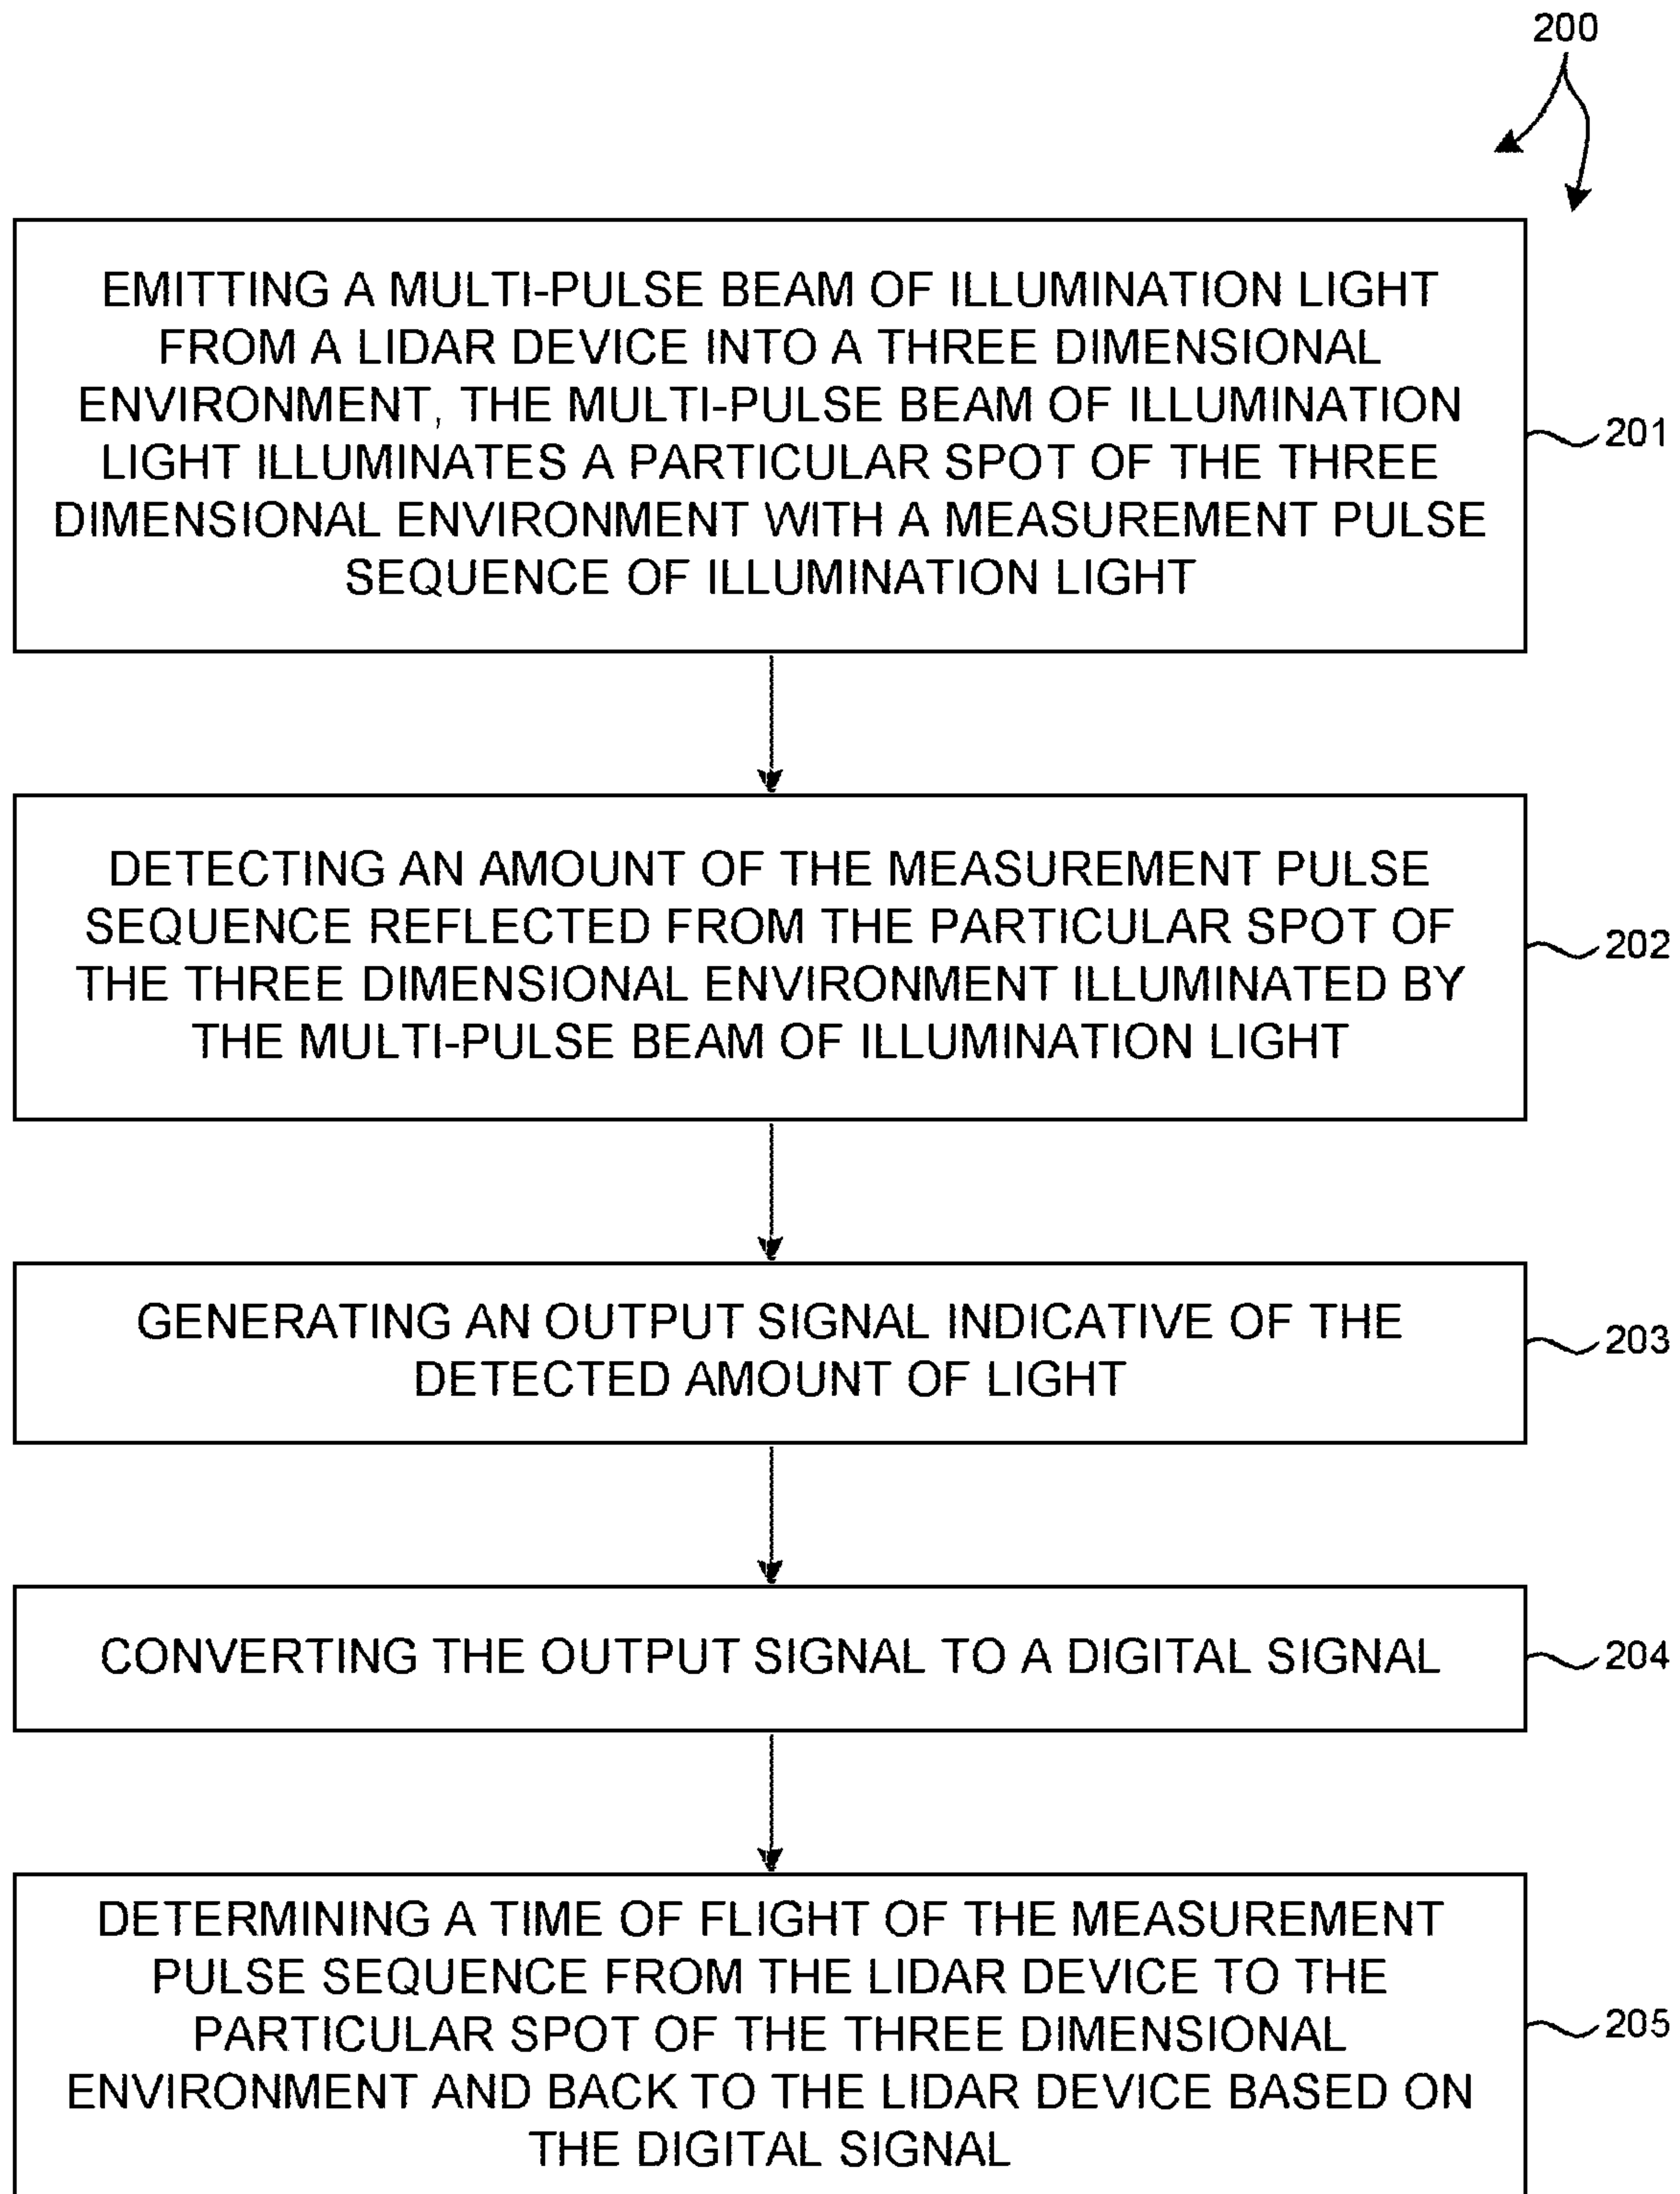 200
EMITTING A MULTI-PULSE BEAM OF ILLUMINATION LIGHT
FROM A LIDAR DEVICE INTO A THREE DIMENSIONAL
ENVIRONMENT, THE MULTI-PULSE BEAM OF ILLUMINATION
LIGHT ILLUMINATES A PARTICULAR SPOT OF THE THREE
DIMENSIONAL ENVIRONMENT WITH A MEASUREMENT PULSE
SEQUENCE OF ILLUMINATION LIGHT
201
DETECTING AN AMOUNT OF THE MEASUREMENT PULSE
SEQUENCE REFLECTED FROM THE PARTICULAR SPOT OF
THE THREE DIMENSIONAL ENVIRONMENT ILLUMINATED BY
THE MULTI-PULSE BEAM OF ILLUMINATION LIGHT
202
GENERATING AN OUTPUT SIGNAL INDICATIVE OF THE
DETECTED AMOUNT OF LIGHT
203
CONVERTING THE OUTPUT SIGNAL TO A DIGITAL SIGNAL
204
DETERMINING A TIME OF FLIGHT OF THE MEASUREMENT
PULSE SEQUENCE FROM THE LIDAR DEVICE TO THE
PARTICULAR SPOT OF THE THREE DIMENSIONAL
ENVIRONMENT AND BACK TO THE LIDAR DEVICE BASED ON
THE DIGITAL SIGNAL
205